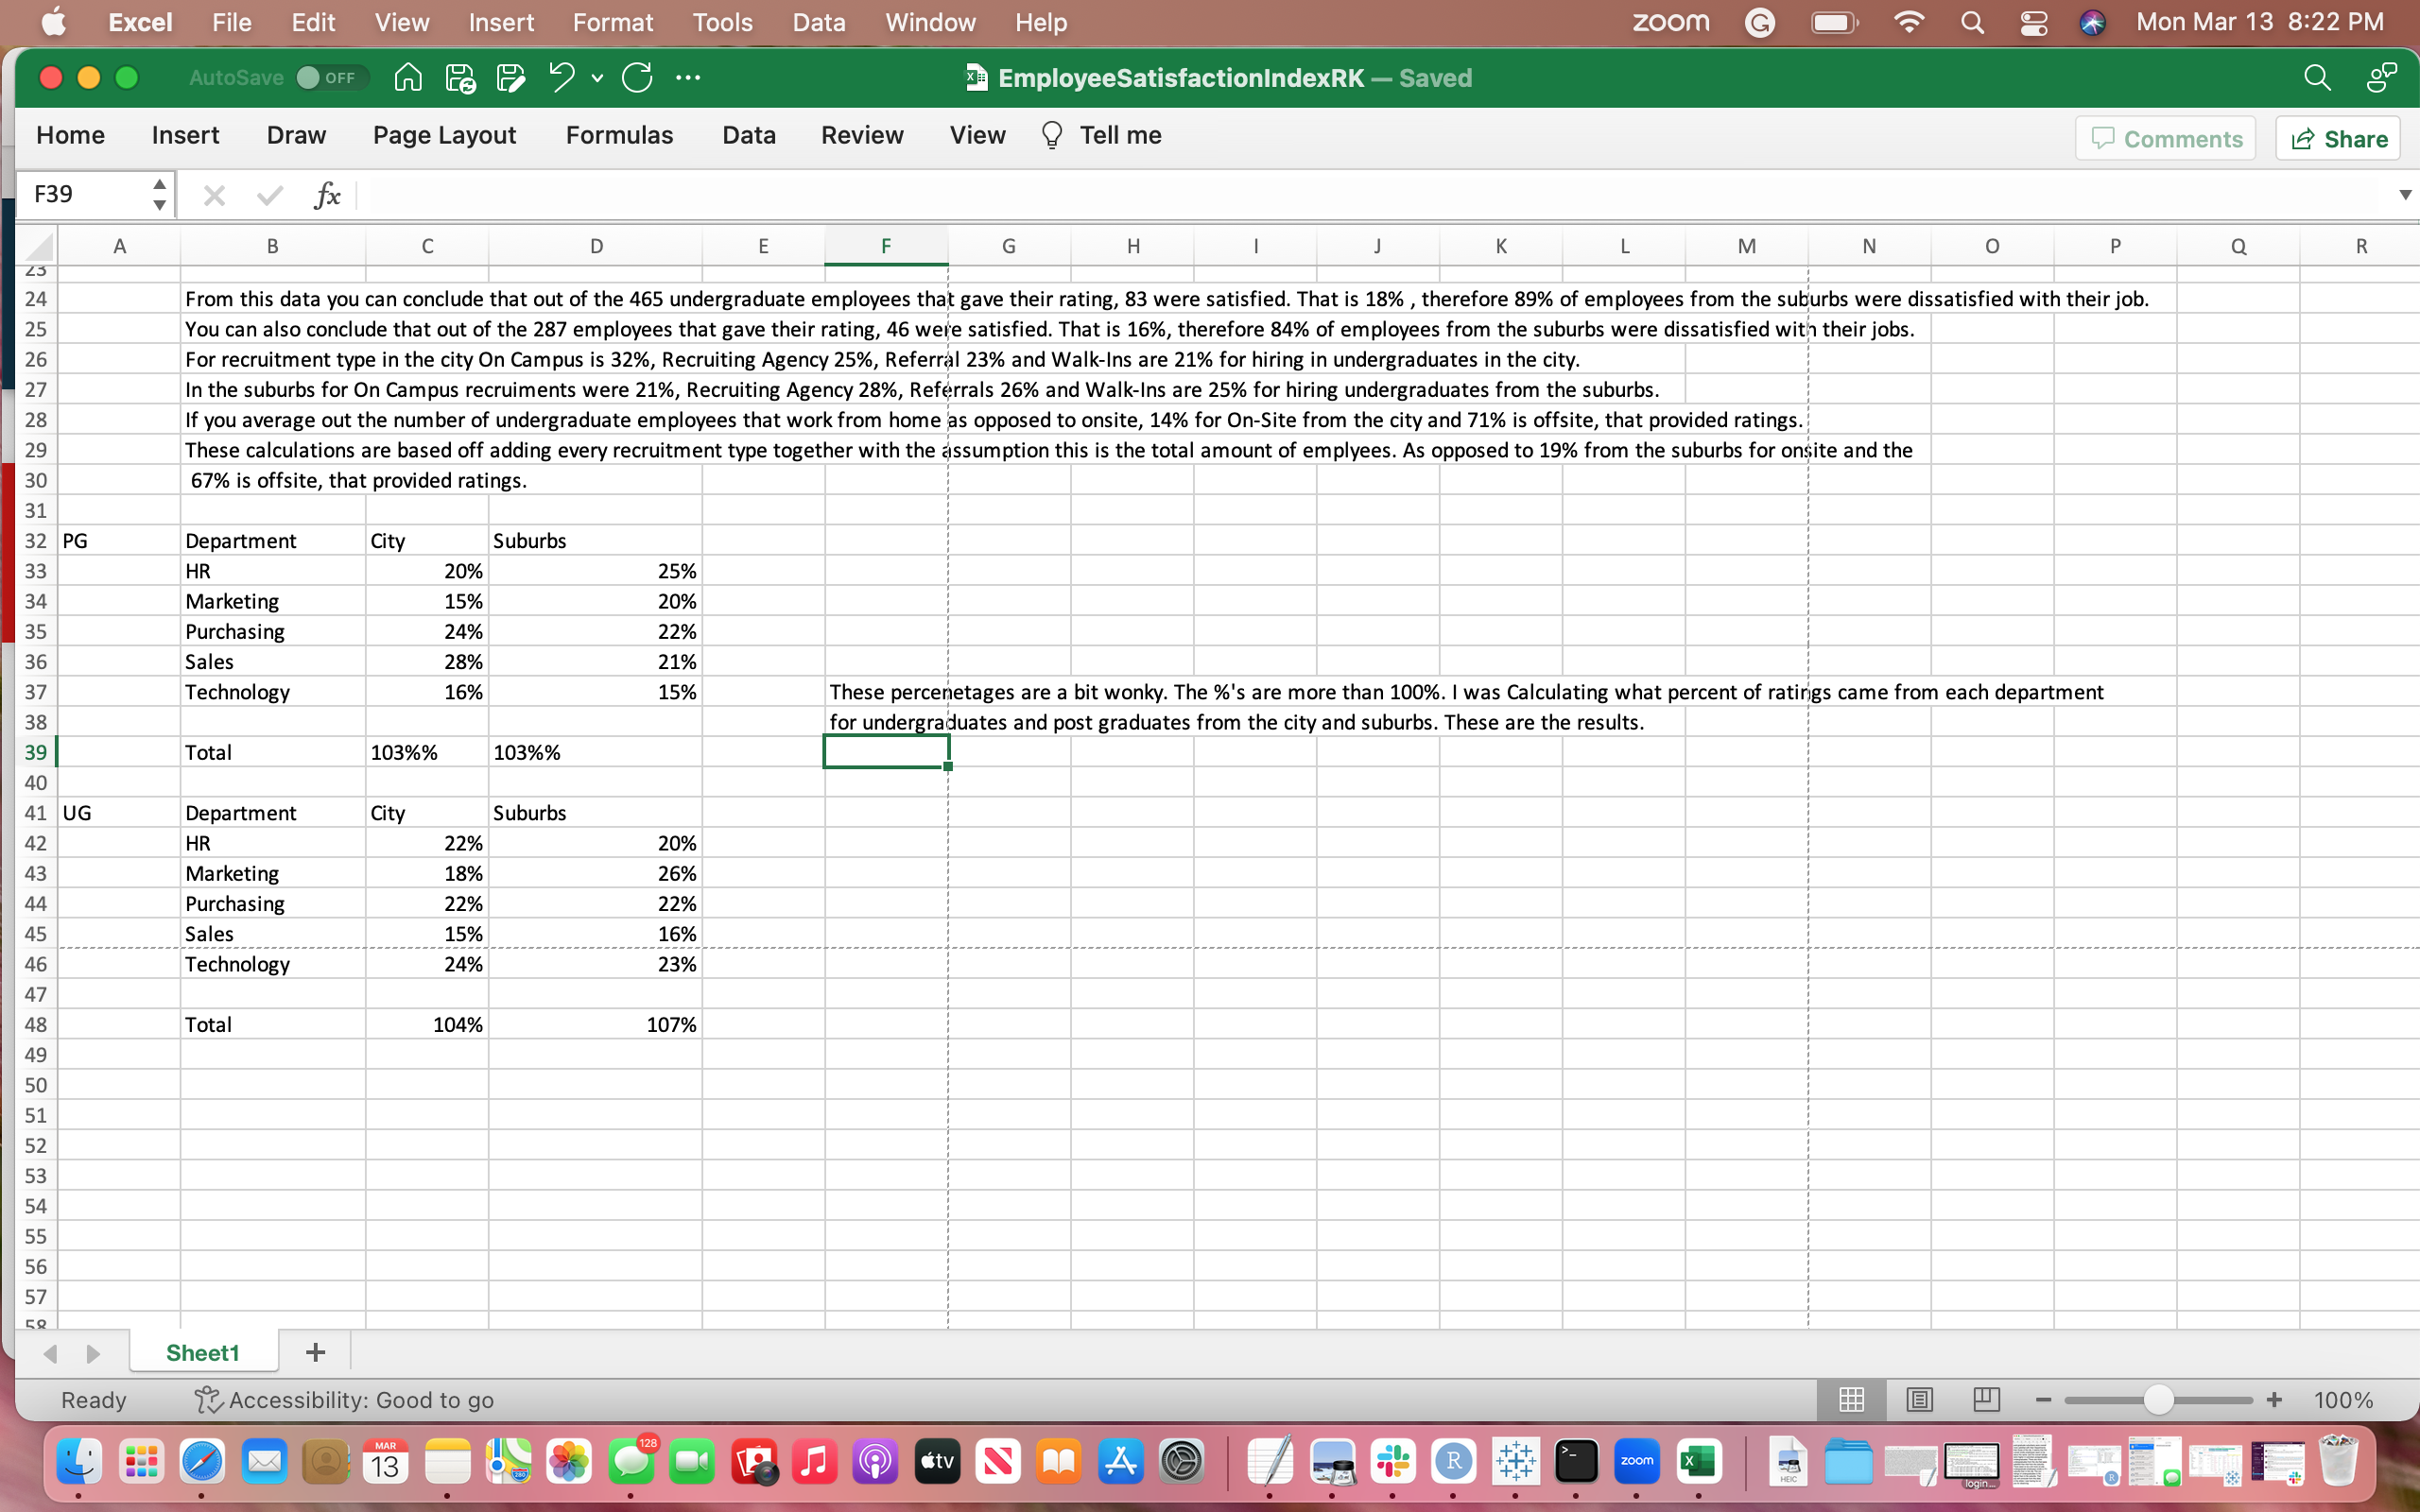 Excel File Edit View Insert Format Tools Data Window Help zoom Mon Mar 13 8:22 PM
AutoSave OFF EmployeeSatisfactionIndexRK — Saved
Home Insert Draw Page Layout Formulas Data Review View Tell me Comments Share
F39 fx
A B C D E F G H I J K L M N O P Q R
23
24 From this data you can conclude that out of the 465 undergraduate employees that gave their rating, 83 were satisfied. That is 18% , therefore 89% of employees from the suburbs were dissatisfied with their job.
25 You can also conclude that out of the 287 employees that gave their rating, 46 were satisfied. That is 16%, therefore 84% of employees from the suburbs were dissatisfied with their jobs.
26 For recruitment type in the city On Campus is 32%, Recruiting Agency 25%, Referral 23% and Walk-Ins are 21% for hiring in undergraduates in the city.
27 In the suburbs for On Campus recruiments were 21%, Recruiting Agency 28%, Referrals 26% and Walk-Ins are 25% for hiring undergraduates from the suburbs.
28 If you average out the number of undergraduate employees that work from home as opposed to onsite, 14% for On-Site from the city and 71% is offsite, that provided ratings.
29 These calculations are based off adding every recruitment type together with the assumption this is the total amount of emplyees. As opposed to 19% from the suburbs for onsite and the
30 67% is offsite, that provided ratings.
31
32 PG Department City Suburbs
33 HR 20% 25%
34 Marketing 15% 20%
35 Purchasing 24% 22%
36 Sales 28% 21%
37 Technology 16% 15% These percenetages are a bit wonky. The %'s are more than 100%. I was Calculating what percent of ratings came from each department
38 for undergraduates and post graduates from the city and suburbs. These are the results.
39 Total 103%% 103%%
40
41 UG Department City Suburbs
42 HR 22% 20%
43 Marketing 18% 26%
44 Purchasing 22% 22%
45 Sales 15% 16%
46 Technology 24% 23%
47
48 Total 104% 107%
49
50
51
52
53
54
55
56
57
58
Sheet1 +
Ready Accessibility: Good to go 100%
128
MAR
13
280
tv
R
zoom
X
HEIC
login...